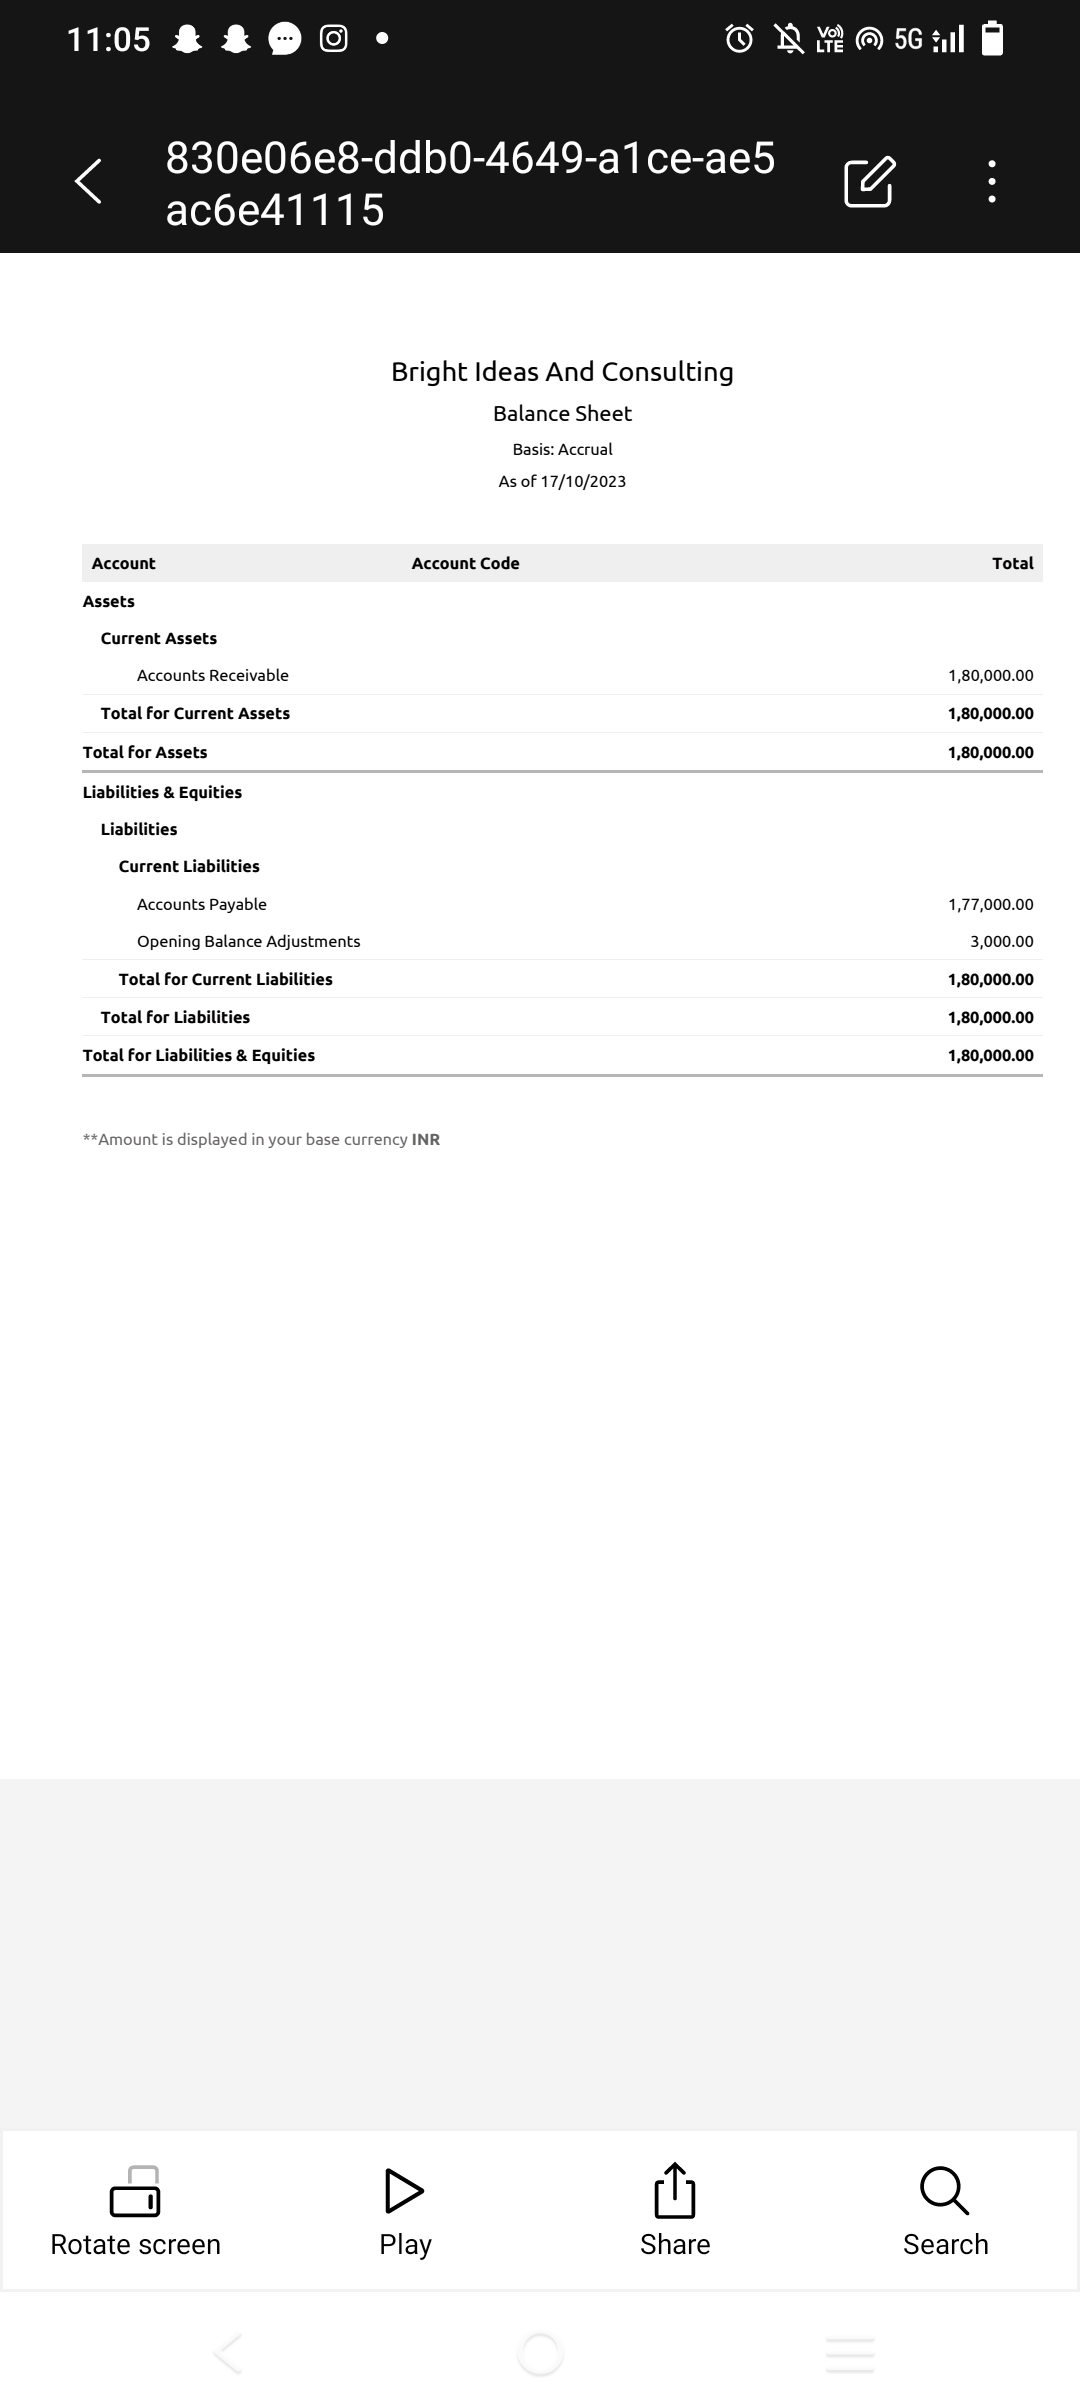 11:05 5G
Vo) LTE
830e06e8-ddb0-4649-a1ce-ae5
ac6e41115
Bright Ideas And Consulting
Balance Sheet
Basis: Accrual
As of 17/10/2023
Account Account Code Total
Assets
Current Assets
Accounts Receivable 1,80,000.00
Total for Current Assets 1,80,000.00
Total for Assets 1,80,000.00
Liabilities & Equities
Liabilities
Current Liabilities
Accounts Payable 1,77,000.00
Opening Balance Adjustments 3,000.00
Total for Current Liabilities 1,80,000.00
Total for Liabilities 1,80,000.00
Total for Liabilities & Equities 1,80,000.00
**Amount is displayed in your base currency INR
Rotate screen Play Share Search